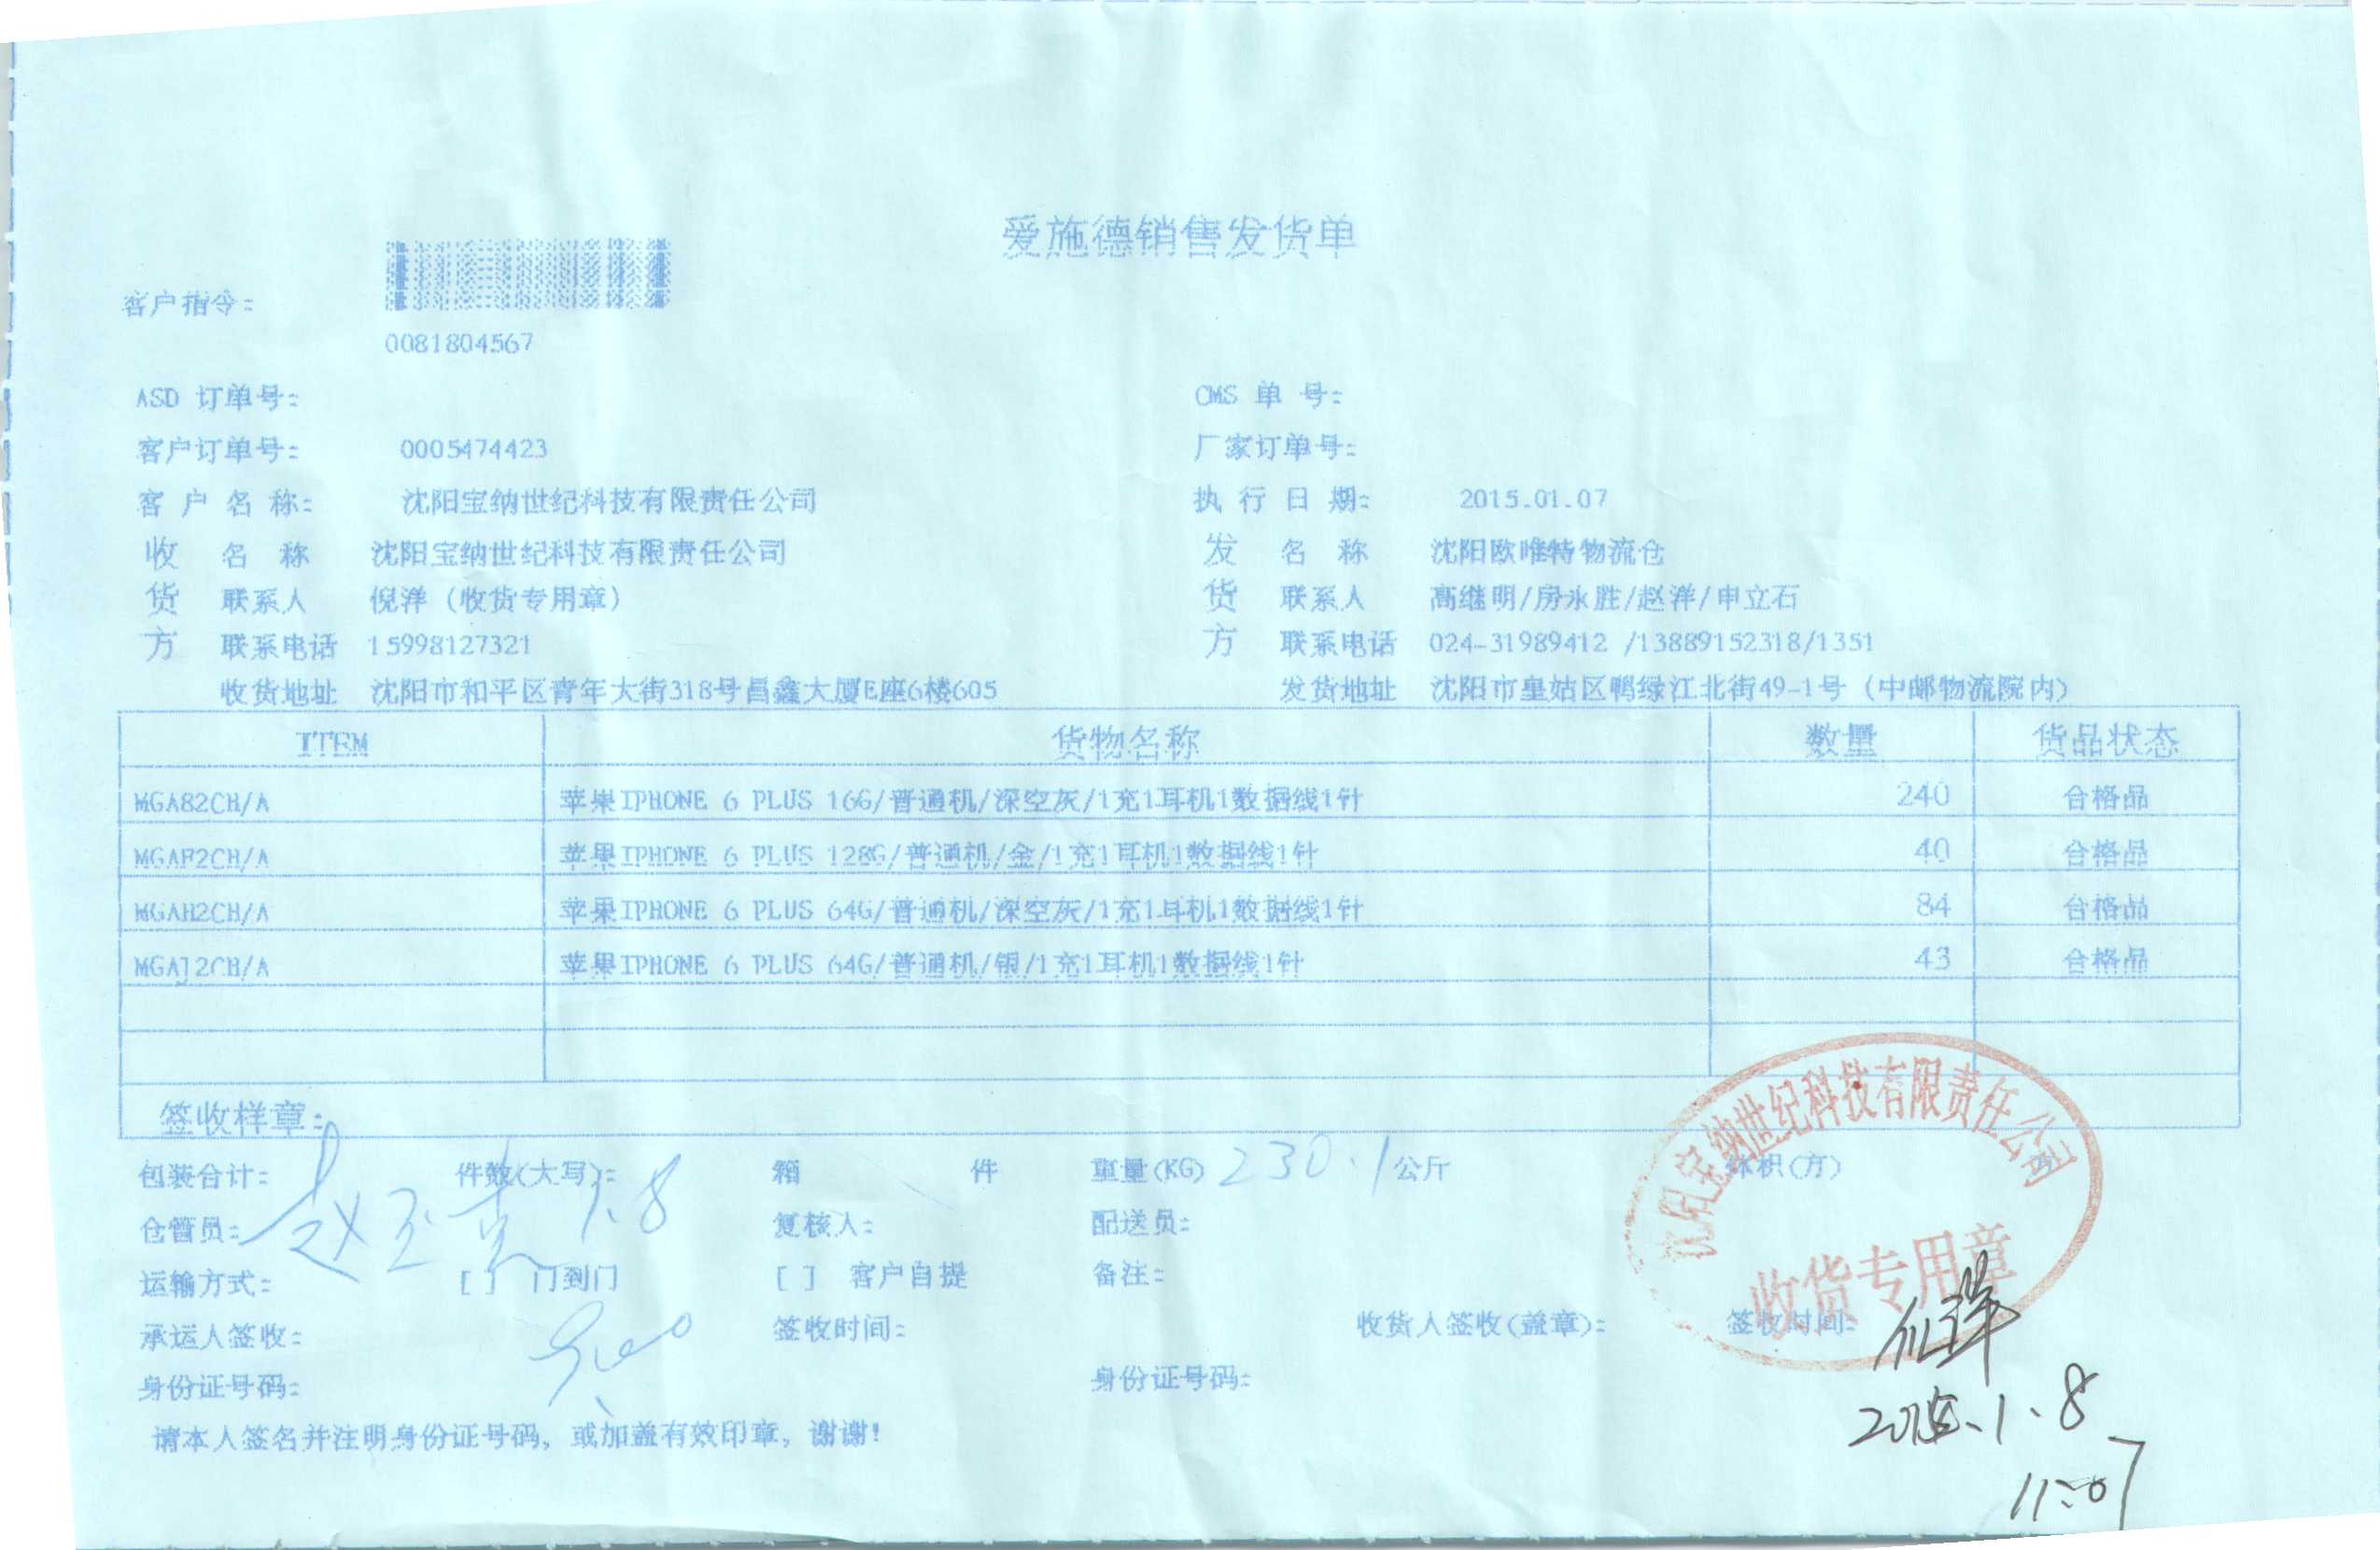 爱施德销售发货单
客户指令:
0081804567
ASD 订单号: CMS 单 号:
客户订单号: 0005474423 厂家订单号:
客 户 名 称: 沈阳宝纳世纪科技有限责任公司 执 行 日 期: 2015.01.07
收 名 称 沈阳宝纳世纪科技有限责任公司 发 名 称 沈阳欧唯特物流仓
货 联系人 倪洋 (收货专用章) 货 联系人 高继明/房永胜/赵洋/申立石
方 联系电话 15998127321 方 联系电话 024-31989412 /13889152318/1351
收货地址 沈阳市和平区青年大街318号昌鑫大厦E座6楼605 发货地址 沈阳市皇姑区鸭绿江北街49-1号 (中邮物流院内)
ITEM 货物名称 数量 货品状态
MGA82CH/A 苹果IPHONE 6 PLUS 16G/普通机/深空灰/1充1耳机1数据线1针 240 合格品
MGAF2CH/A 苹果IPHONE 6 PLUS 128G/普通机/金/1充1耳机1数据线1针 40 合格品
MGAH2CH/A 苹果IPHONE 6 PLUS 64G/普通机/深空灰/1充1耳机1数据线1针 84 合格品
MGAJ2CH/A 苹果IPHONE 6 PLUS 64G/普通机/银/1充1耳机1数据线1针 43 合格品
签收样章:
包装合计: 件数(大写): 箱 件 重量(KG) 230.1 公斤 体积(方)
仓管员: 1.8 复核人: 配送员:
运输方式: [ ] 门到门 [ ] 客户自提 备注:
承运人签收: 签收时间: 收货人签收(盖章): 签收时间:
身份证号码: 身份证号码:
请本人签名并注明身份证号码, 或加盖有效印章, 谢谢!
沈阳宝纳世纪科技有限责任公司
收货专用章
2015.1.8
11:07